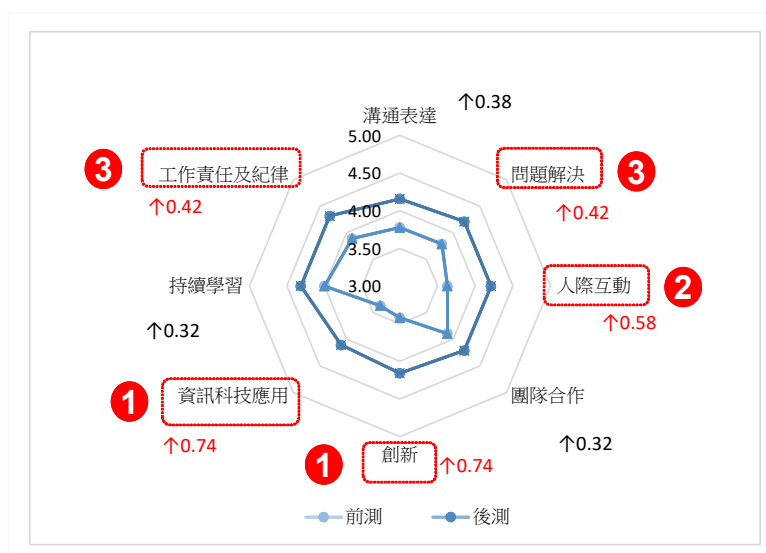 ↑0.38
溝通表達
5.00
4.50
4.00
3.50
3.00
3
工作責任及紀律
↑0.42
問題解決
3
↑0.42
持續學習
↑0.32
人際互動
2
↑0.58
1
資訊科技應用
↑0.74
團隊合作
↑0.32
1
創新
↑0.74
前測
後測